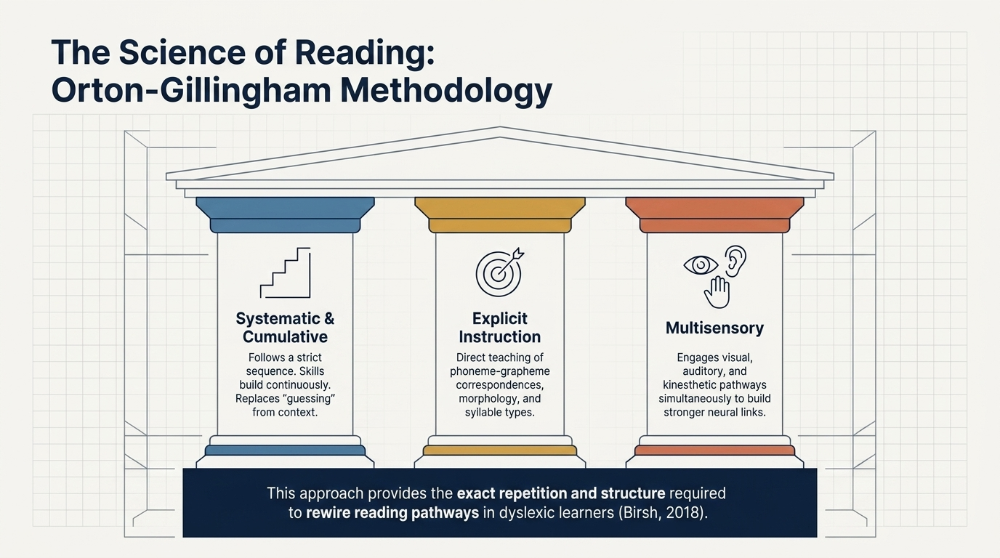 The Science of Reading:
Orton-Gillingham Methodology
Systematic &
Cumulative
Follows a strict
sequence. Skills
build continuously.
Replaces “guessing”
from context.
Explicit
Instruction
Direct teaching of
phoneme-grapheme
correspondences,
morphology, and
syllable types.
Multisensory
Engages visual,
auditory, and
kinesthetic pathways
simultaneously to build
stronger neural links.
This approach provides the exact repetition and structure required
to rewire reading pathways in dyslexic learners (Birsh, 2018).